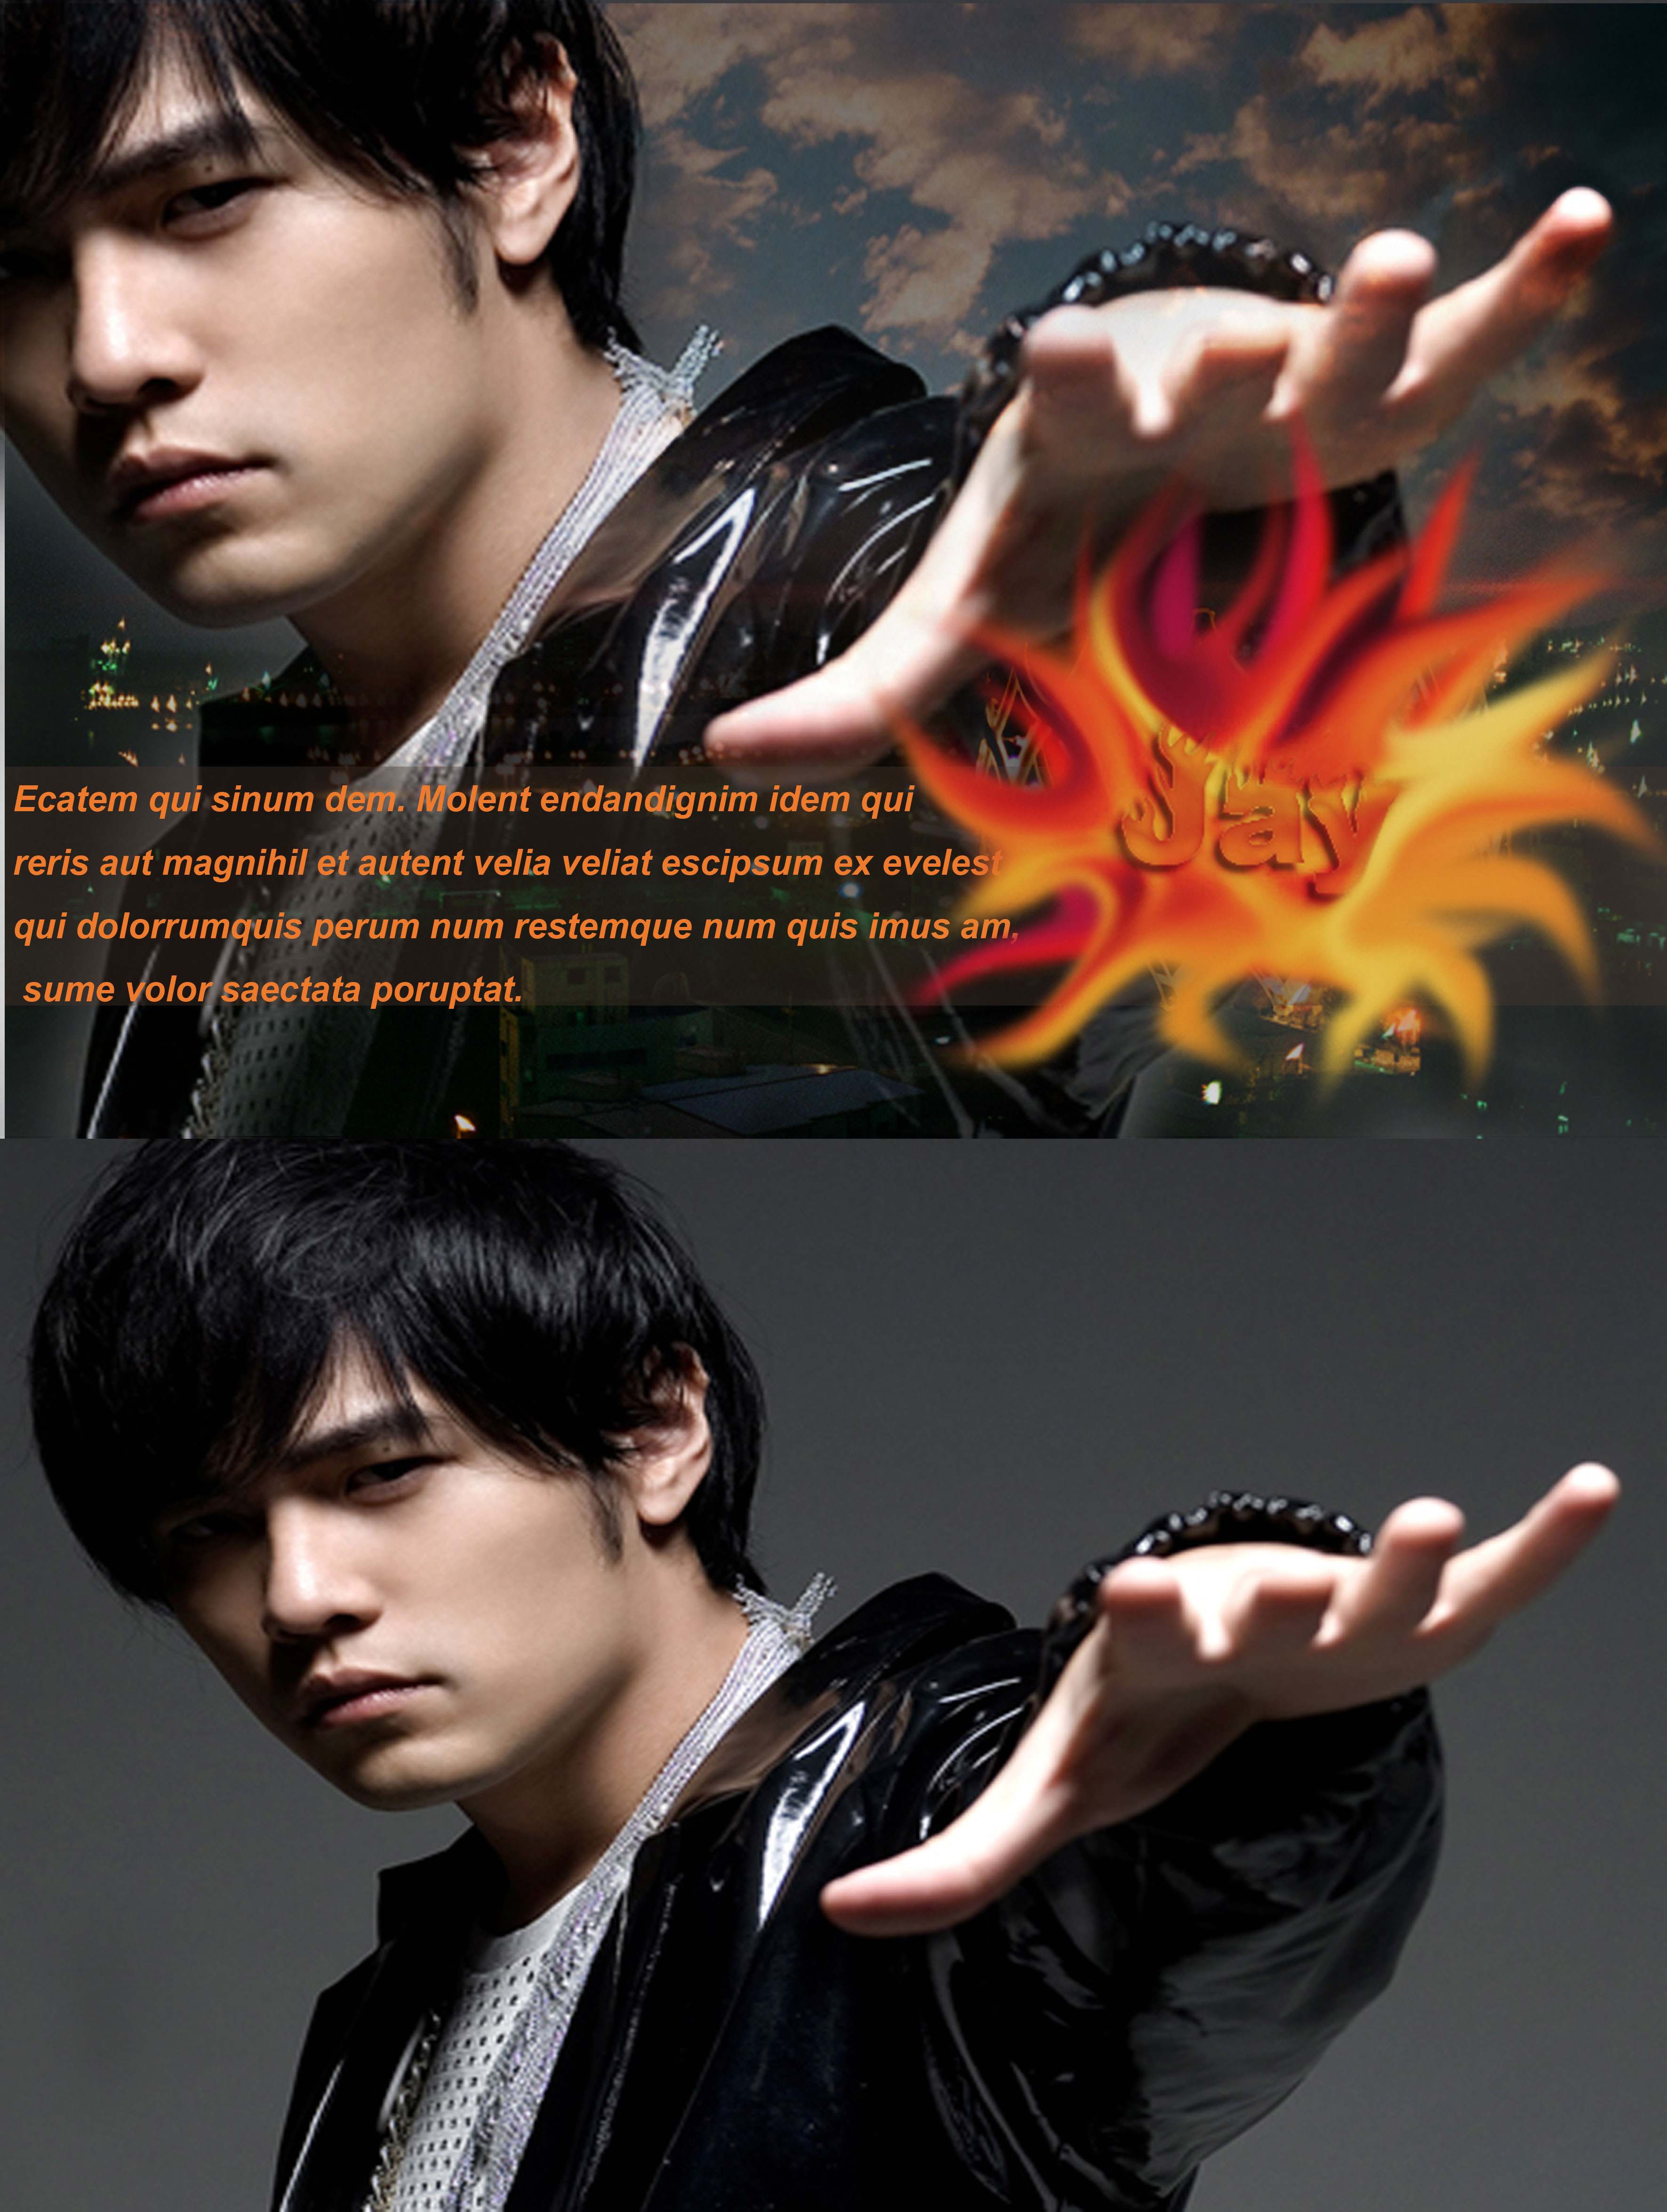 Ecatem qui sinum dem. Molent endandignim idem qui
reris aut magnihil et autent velia veliat escipsum ex evelest
qui dolorrumquis perum num restemque num quis imus am,
sume volor saectata poruptat.
Jay